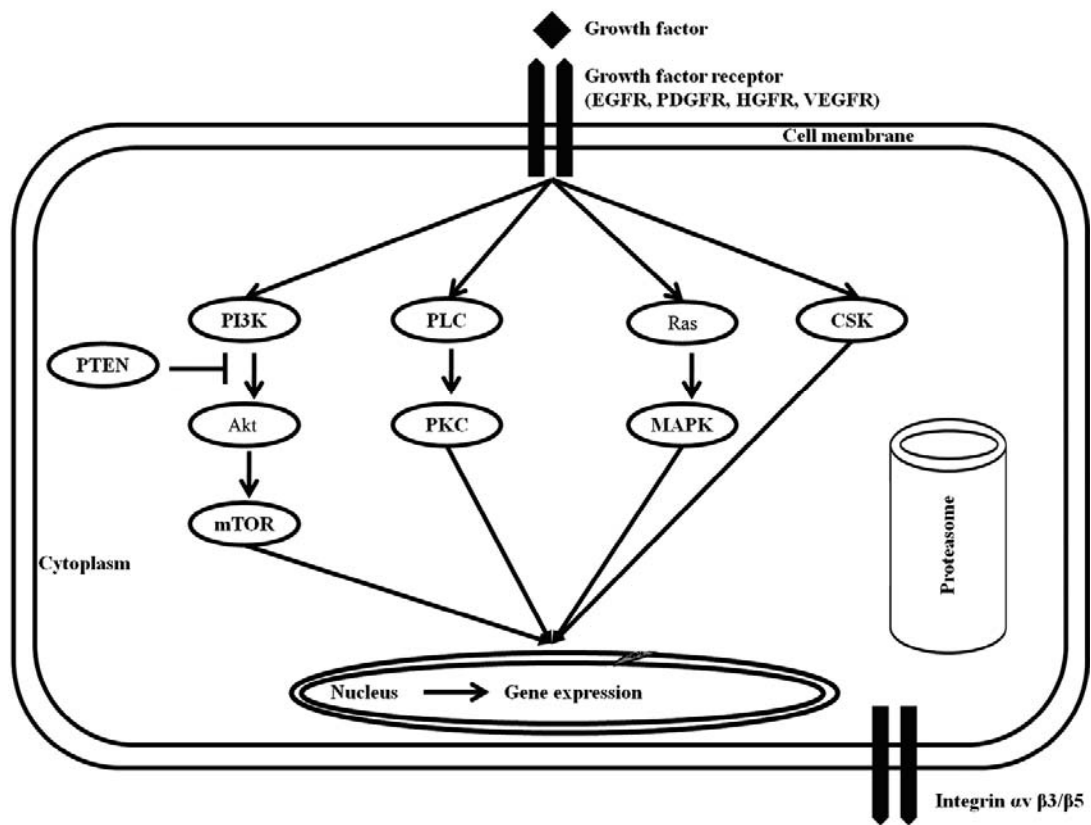 Growth factor
Growth factor receptor
(EGFR, PDGFR, HGFR, VEGFR)
Cell membrane
PI3K
PLC
Ras
CSK
PTEN
Akt
PKC
MAPK
mTOR
Cytoplasm
Proteasome
Nucleus
Gene expression
Integrin αv β3/β5